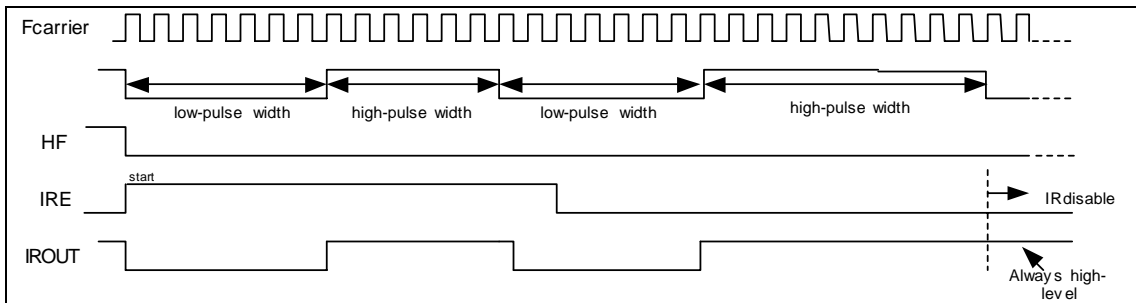 Fcarrier
low-pulse width high-pulse width low-pulse width high-pulse width
HF
start
IRE IRdisable
IROUT
Always high-
level